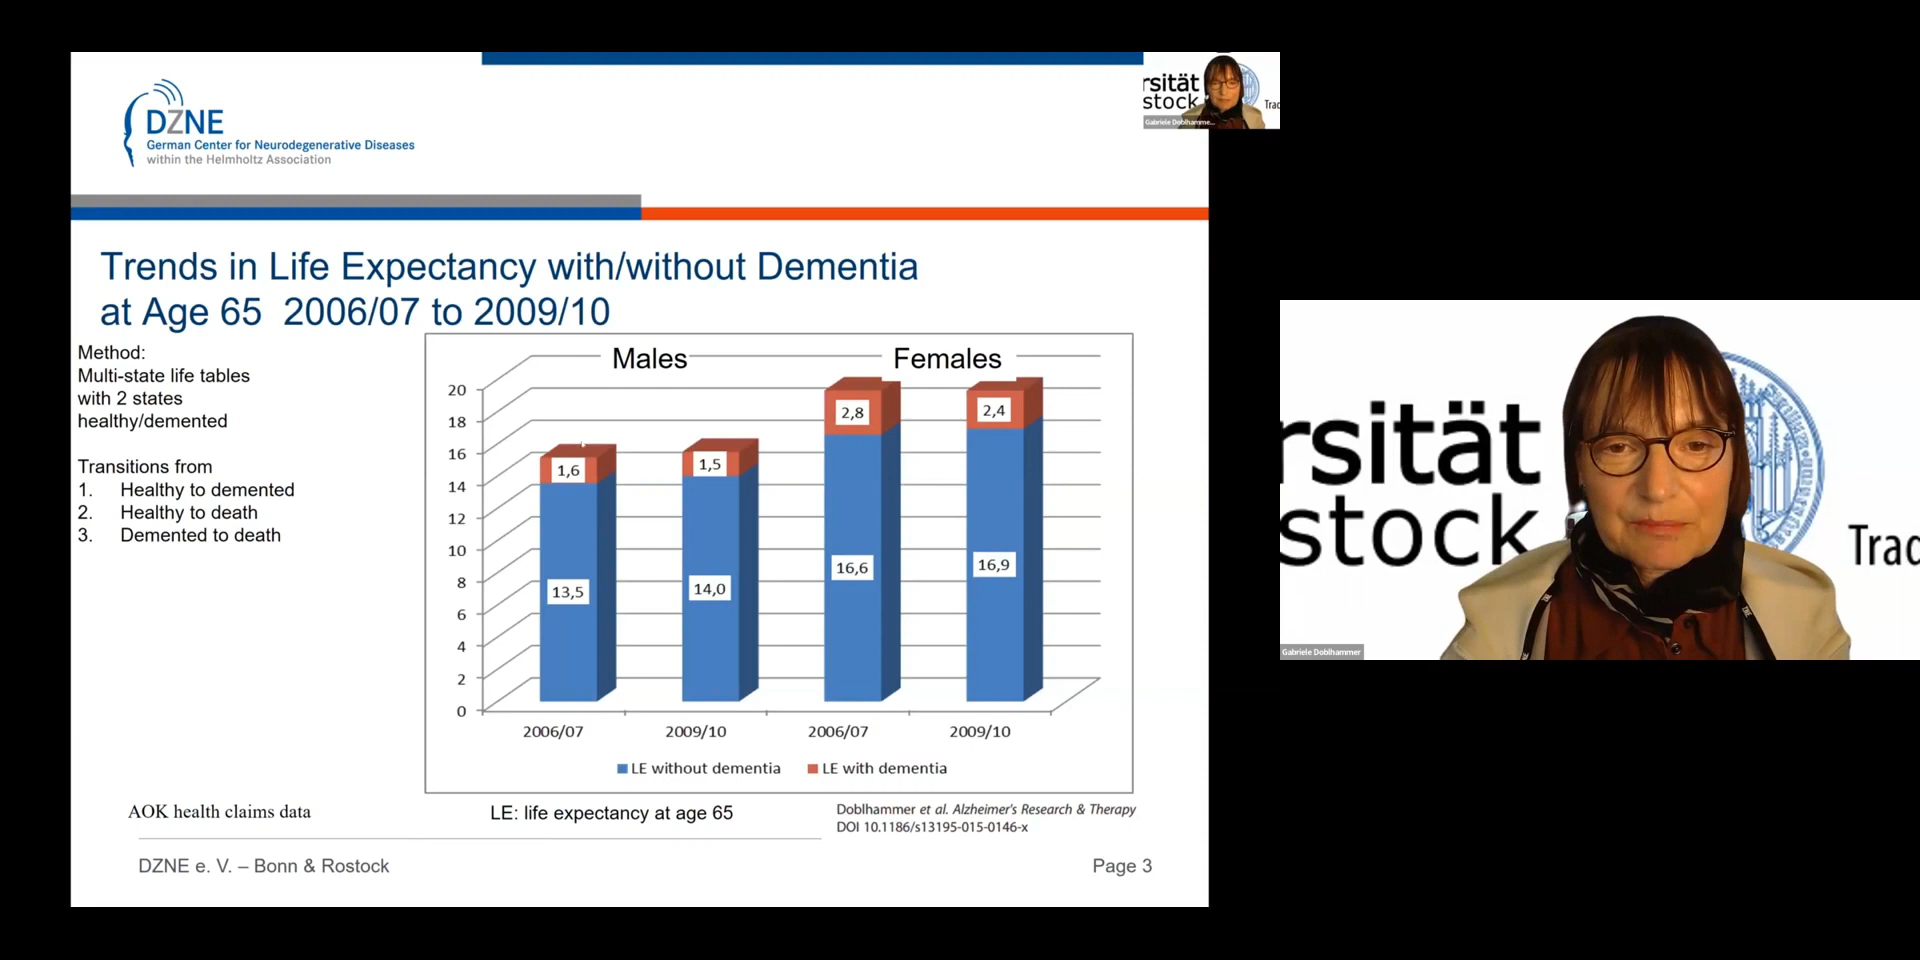 DZNE
German Center for Neurodegenerative Diseases
within the Helmholtz Association
rsität
stock
Trac
Gabriele Doblhamme...
Trends in Life Expectancy with/without Dementia
at Age 65 2006/07 to 2009/10
Method:
Multi-state life tables
with 2 states
healthy/demented
Transitions from
1. Healthy to demented
2. Healthy to death
3. Demented to death
Males
Females
20
18
16
14
12
10
8
6
4
2
0
1,6
1,5
2,8
2,4
13,5
14,0
16,6
16,9
2006/07
2009/10
2006/07
2009/10
LE without dementia
LE with dementia
AOK health claims data
LE: life expectancy at age 65
Doblhammer et al. Alzheimer's Research & Therapy
DOI 10.1186/s13195-015-0146-x
DZNE e. V. – Bonn & Rostock
Page 3
rsität
stock
Trac
Gabriele Doblhammer